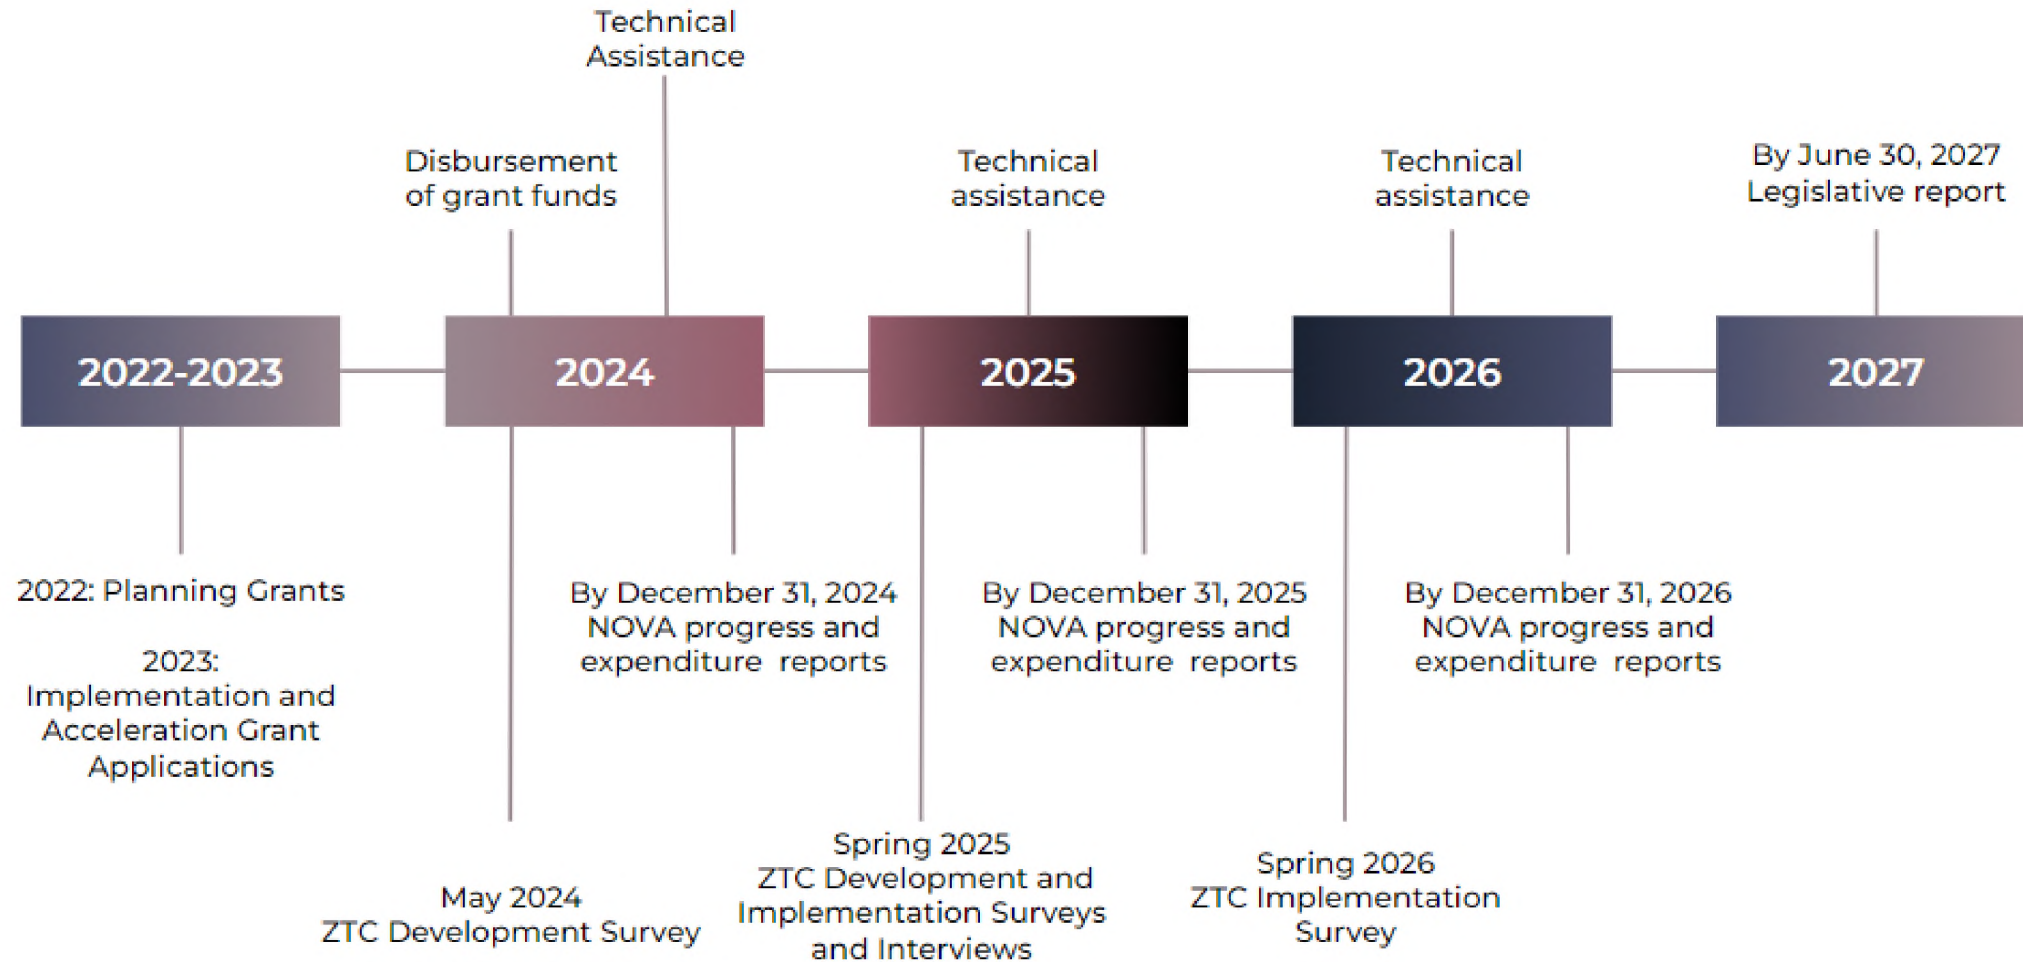 Technical
Assistance
Disbursement
of grant funds
Technical
assistance
Technical
assistance
By June 30, 2027
Legislative report
2022-2023
2024
2025
2026
2027
2022: Planning Grants
2023:
Implementation and
Acceleration Grant
Applications
By December 31, 2024
NOVA progress and
expenditure reports
By December 31, 2025
NOVA progress and
expenditure reports
By December 31, 2026
NOVA progress and
expenditure reports
May 2024
ZTC Development Survey
Spring 2025
ZTC Development and
Implementation Surveys
and Interviews
Spring 2026
ZTC Implementation
Survey